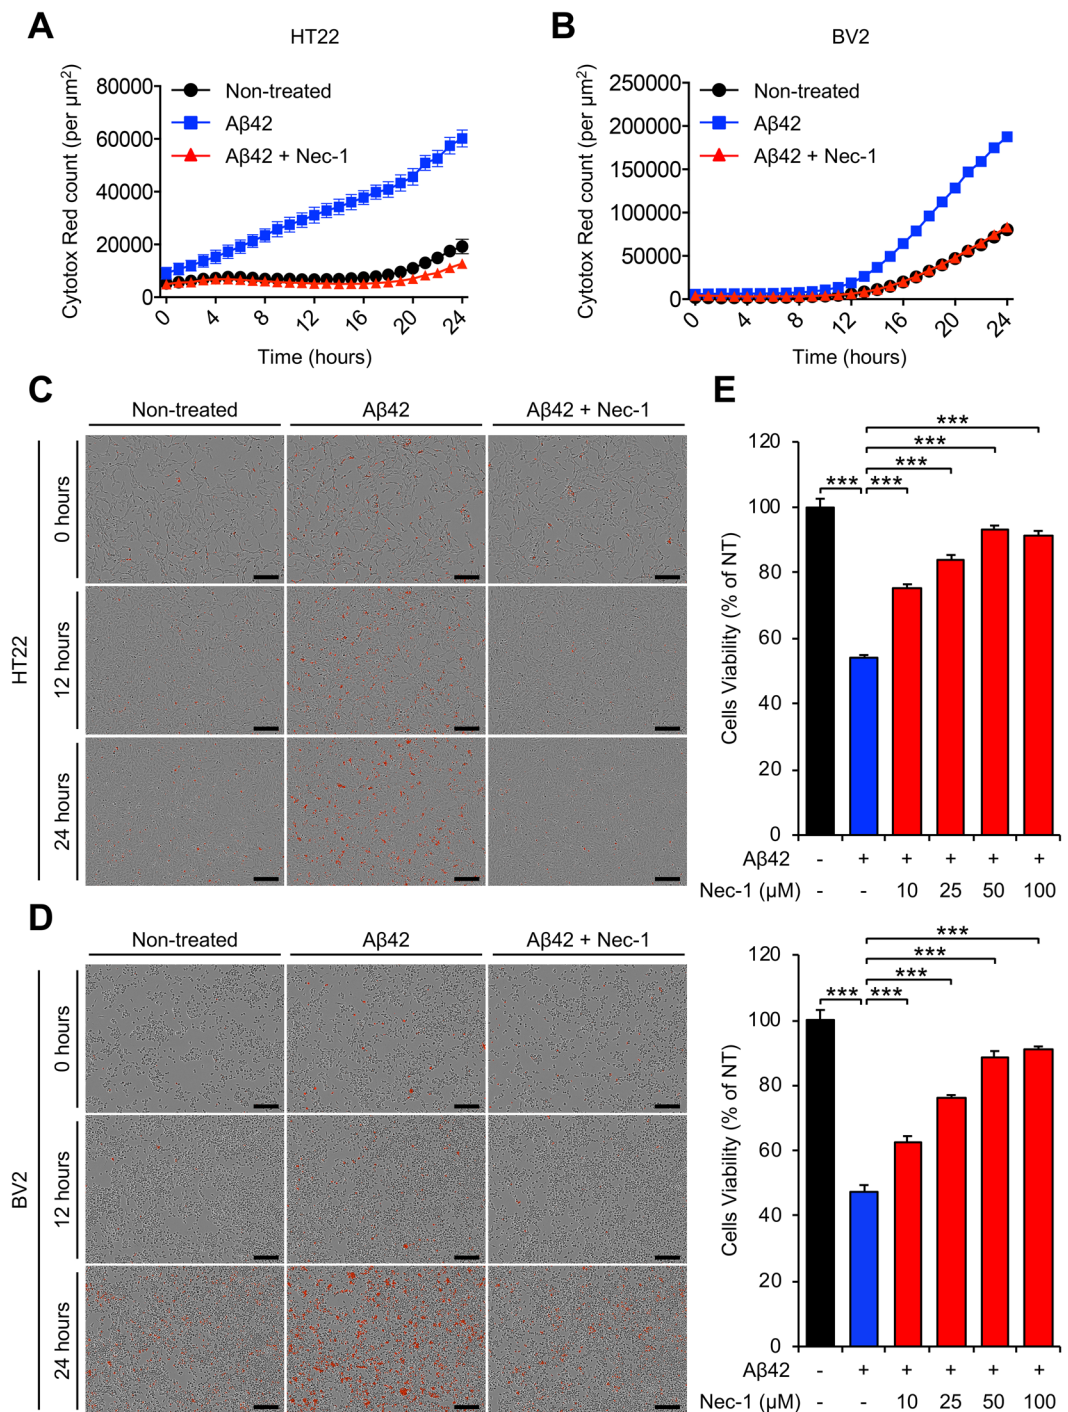 A
HT22
Cytotox Red count (per μm²)
80000
60000
40000
20000
0
Non-treated
Aβ42
Aβ42 + Nec-1
0 4 8 12 16 20 24
Time (hours)
B
BV2
Cytotox Red count (per μm²)
250000
200000
150000
100000
50000
0
Non-treated
Aβ42
Aβ42 + Nec-1
0 4 8 12 16 20 24
Time (hours)
C
Non-treated Aβ42 Aβ42 + Nec-1
HT22
0 hours
12 hours
24 hours
D
Non-treated Aβ42 Aβ42 + Nec-1
BV2
0 hours
12 hours
24 hours
E
Cells Viability (% of NT)
120
100
80
60
40
20
0
***
***
***
*** ***
Aβ42 - + + + + +
Nec-1 (μM) - - 10 25 50 100
Cells Viability (% of NT)
120
100
80
60
40
20
0
***
***
***
*** ***
Aβ42 - + + + + +
Nec-1 (μM) - - 10 25 50 100